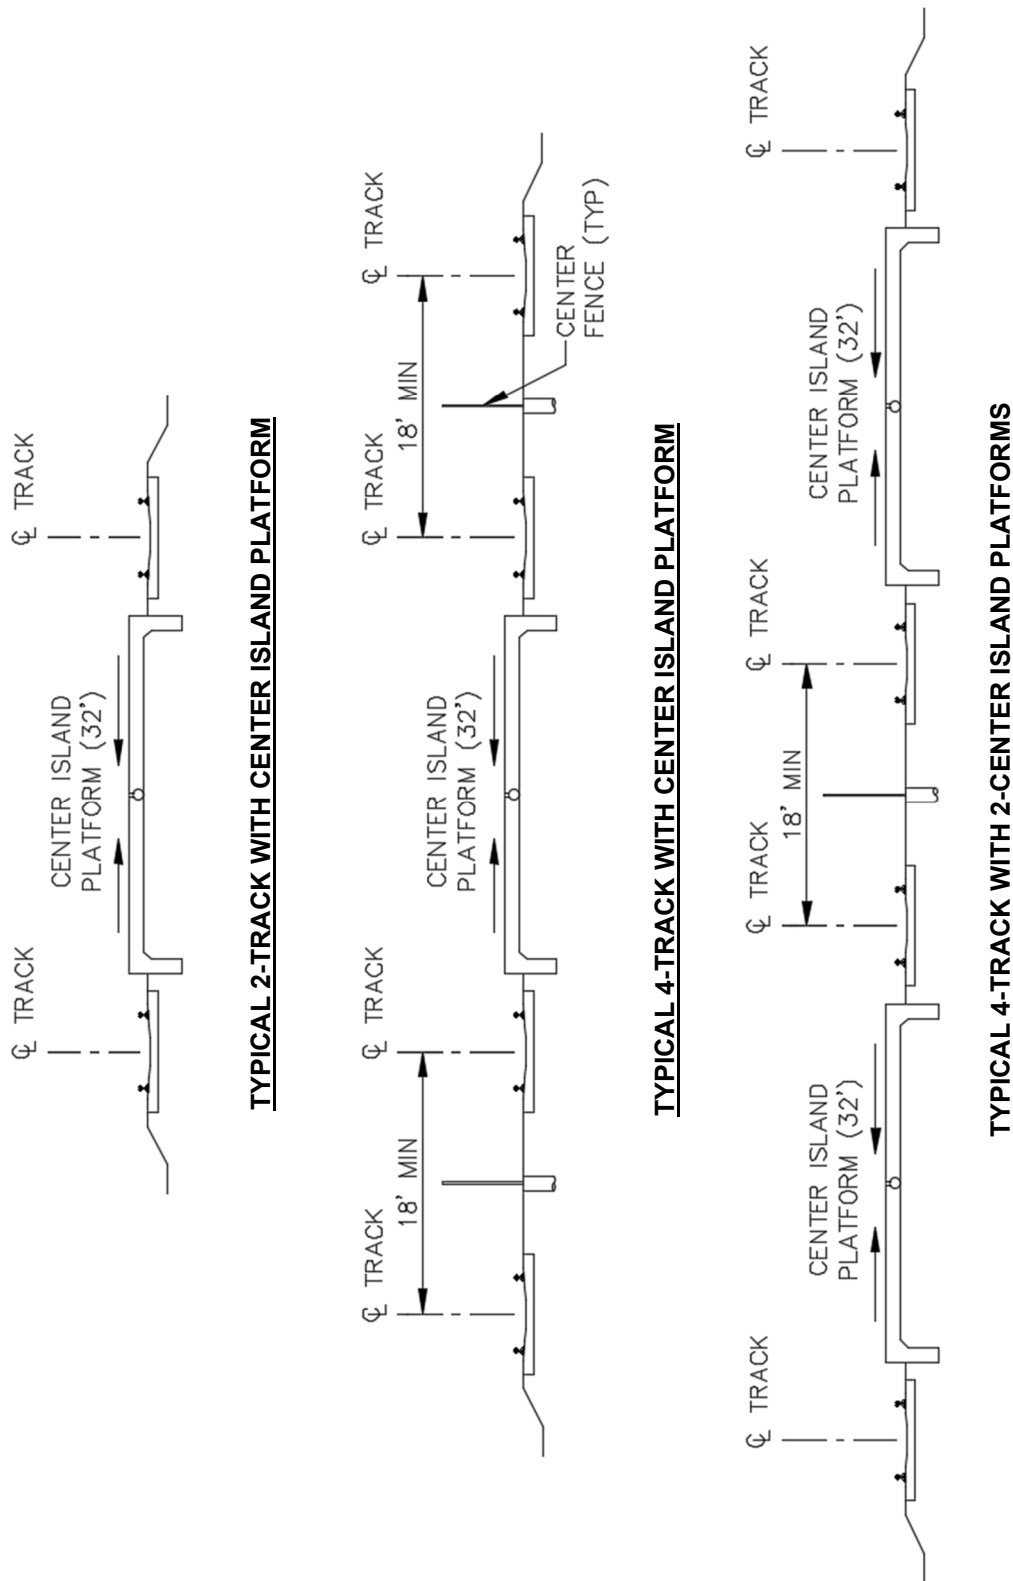 ℄ TRACK
℄ TRACK
CENTER ISLAND
PLATFORM (32')
TYPICAL 2-TRACK WITH CENTER ISLAND PLATFORM
℄ TRACK
℄ TRACK
℄ TRACK
℄ TRACK
18' MIN
CENTER ISLAND
PLATFORM (32')
18' MIN
CENTER
FENCE (TYP)
TYPICAL 4-TRACK WITH CENTER ISLAND PLATFORM
℄ TRACK
℄ TRACK
℄ TRACK
℄ TRACK
CENTER ISLAND
PLATFORM (32')
18' MIN
CENTER ISLAND
PLATFORM (32')
TYPICAL 4-TRACK WITH 2-CENTER ISLAND PLATFORMS